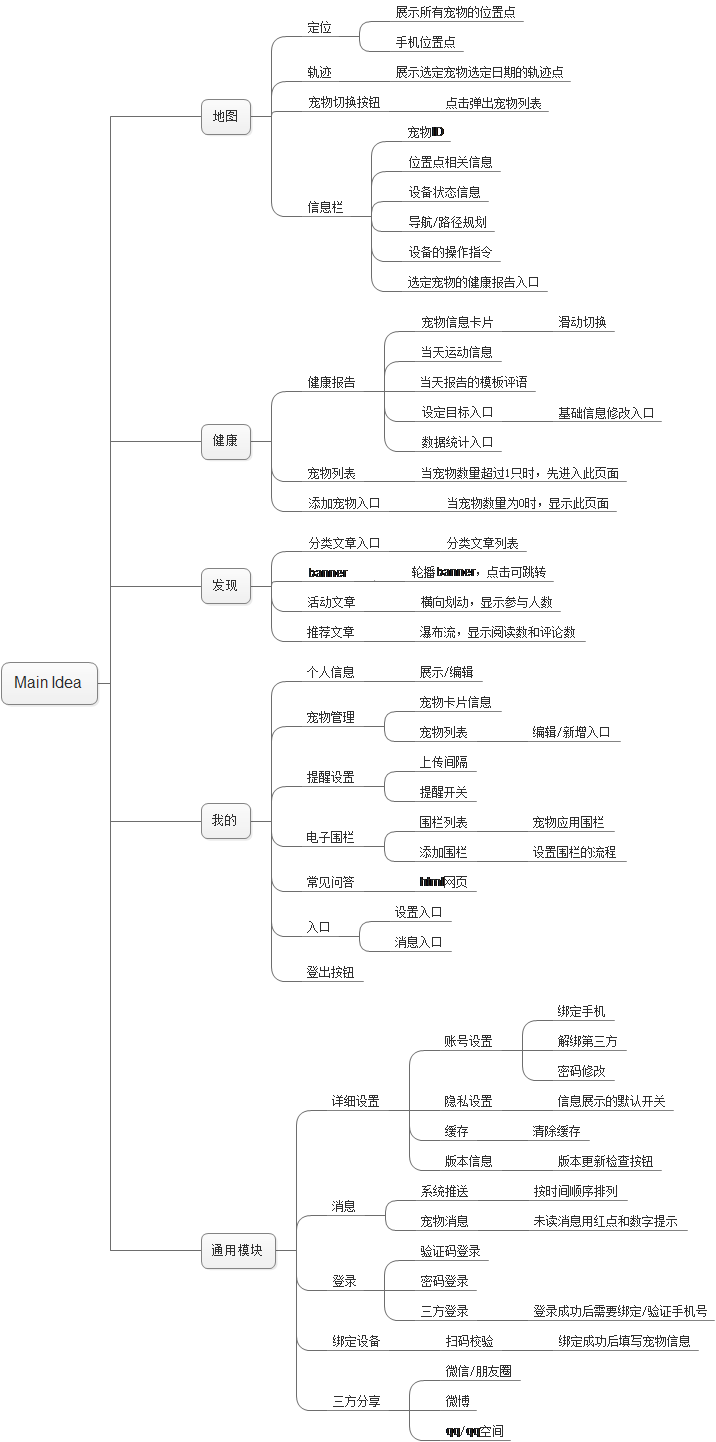 Main Idea
地图
定位
展示所有宠物的位置点
手机位置点
轨迹
展示选定宠物选定日期的轨迹点
宠物切换按钮
点击弹出宠物列表
信息栏
宠物ID
位置点相关信息
设备状态信息
导航/路径规划
设备的操作指令
选定宠物的健康报告入口
健康
健康报告
宠物信息卡片
滑动切换
当天运动信息
当天报告的模板评语
设定目标入口
基础信息修改入口
数据统计入口
宠物列表
当宠物数量超过1只时，先进入此页面
添加宠物入口
当宠物数量为0时，显示此页面
发现
分类文章入口
分类文章列表
banner
轮播banner，点击可跳转
活动文章
横向划动，显示参与人数
推荐文章
瀑布流，显示阅读数和评论数
我的
个人信息
展示/编辑
宠物管理
宠物卡片信息
宠物列表
编辑/新增入口
提醒设置
上传间隔
提醒开关
电子围栏
围栏列表
宠物应用围栏
添加围栏
设置围栏的流程
常见问答
html网页
入口
设置入口
消息入口
登出按钮
通用模块
详细设置
账号设置
绑定手机
解绑第三方
密码修改
隐私设置
信息展示的默认开关
缓存
清除缓存
版本信息
版本更新检查按钮
消息
系统推送
按时间顺序排列
宠物消息
未读消息用红点和数字提示
登录
验证码登录
密码登录
三方登录
登录成功后需要绑定/验证手机号
绑定设备
扫码校验
绑定成功后填写宠物信息
三方分享
微信/朋友圈
微博
qq/qq空间